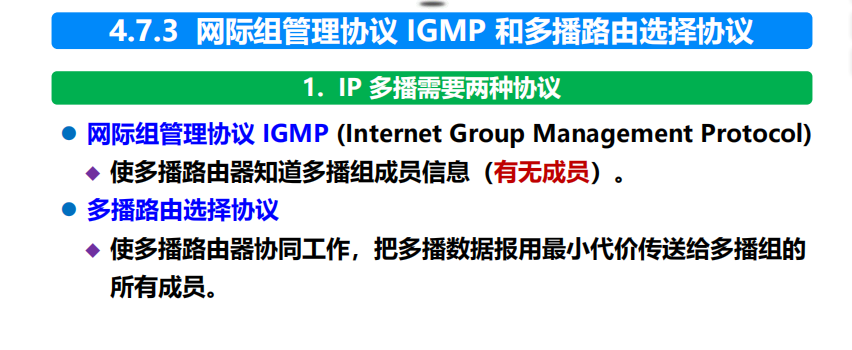 4.7.3 网际组管理协议 IGMP 和多播路由选择协议
1. IP 多播需要两种协议
网际组管理协议 IGMP (Internet Group Management Protocol)
使多播路由器知道多播组成员信息（有无成员）。
多播路由选择协议
使多播路由器协同工作，把多播数据报用最小代价传送给多播组的
所有成员。